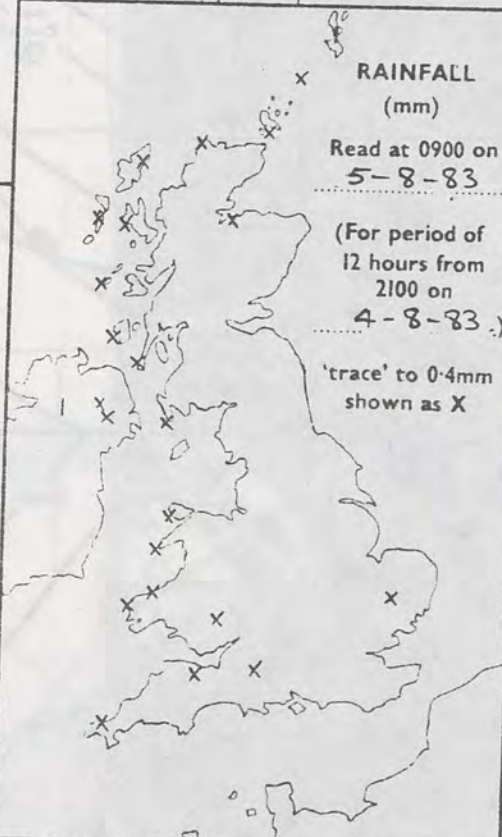 RAINFALL
(mm)
Read at 0900 on
5-8-83
(For period of
12 hours from
2100 on
4-8-83.)
'trace' to 0·4mm
shown as X
X
X
X
X
X
X
X
X
X
X
X
1
X
X
X
X
X
X
X
X
X
X
X
X